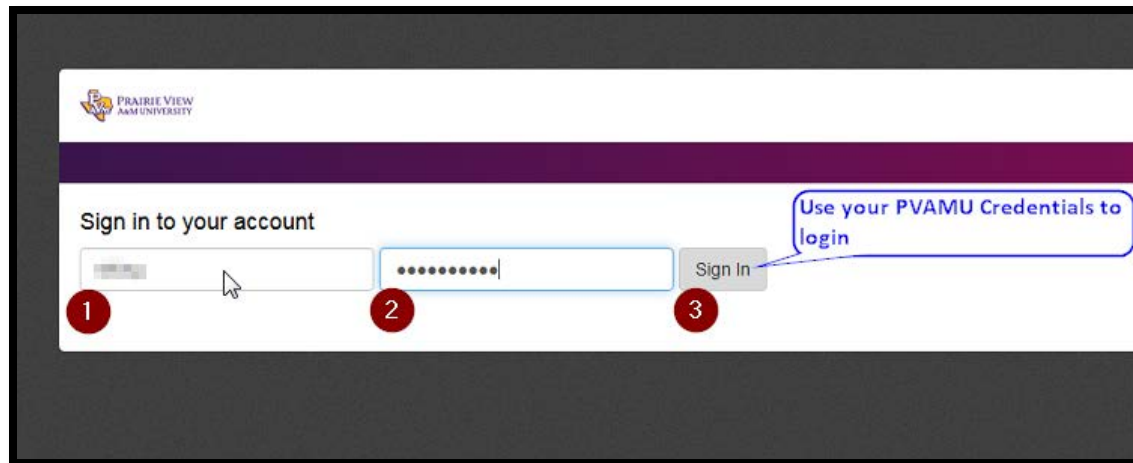 PRAIRIE VIEW
A&M UNIVERSITY
Sign in to your account
Use your PVAMU Credentials to
login
Sign In
1
2
3